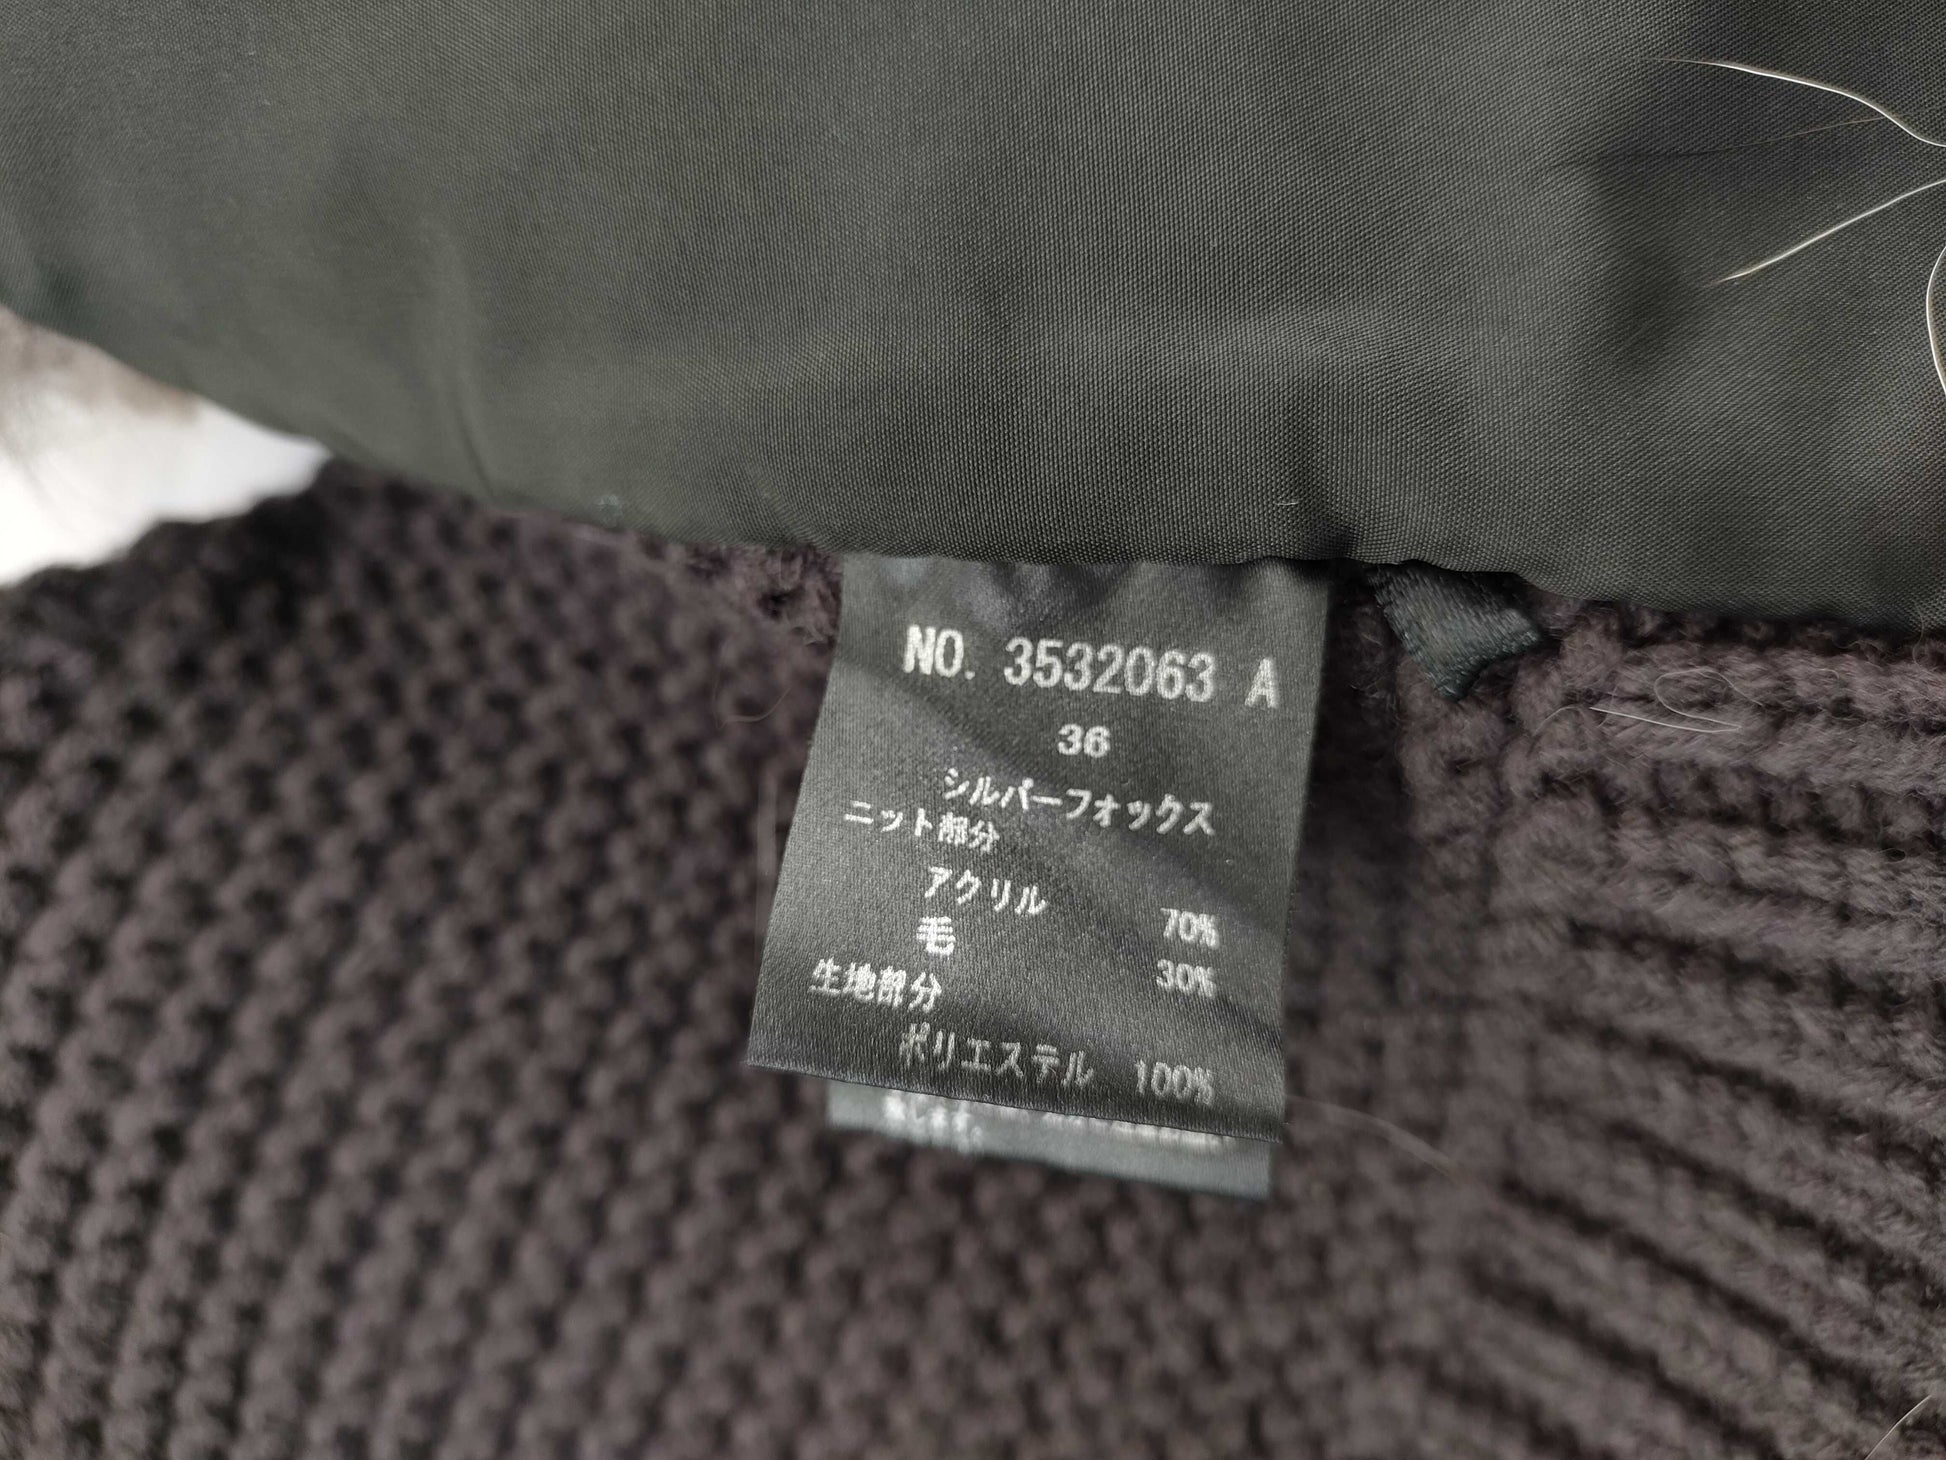 NO. 3532063 A
36
シルバーフォックス
ニット部分
アクリル 70%
毛 30%
生地部分
ポリエステル 100%